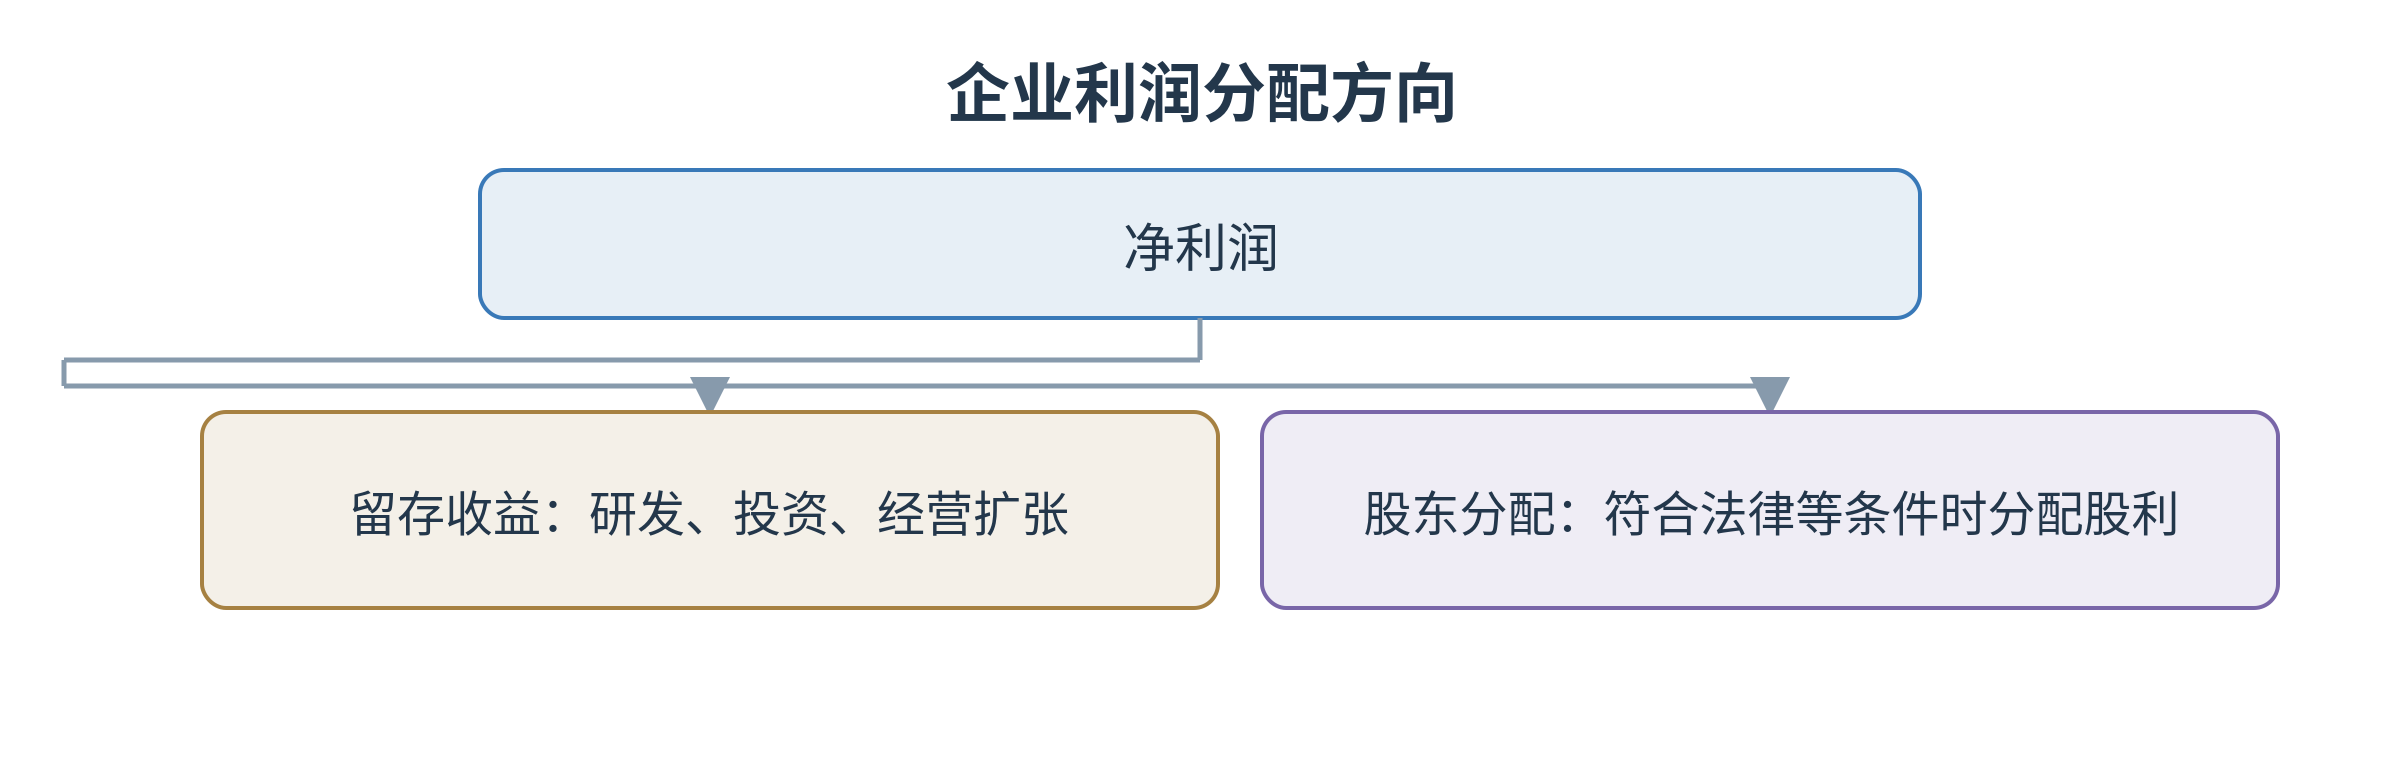 企业利润分配方向
净利润
留存收益：研发、投资、经营扩张
股东分配：符合法律等条件时分配股利